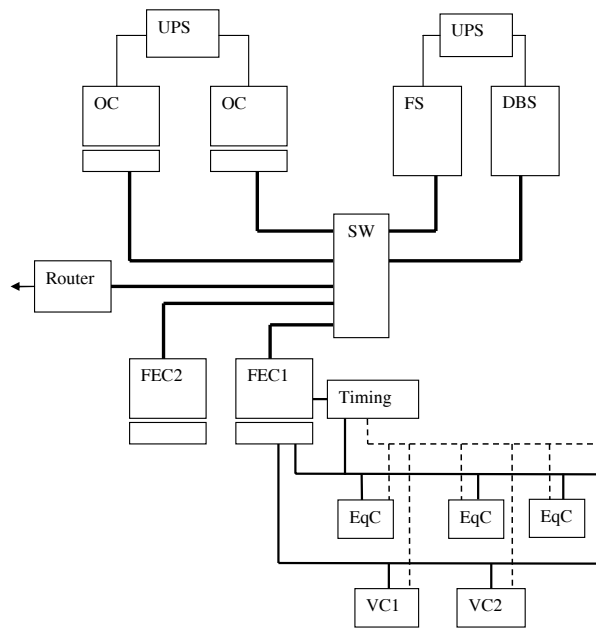 UPS
UPS
OC
OC
FS
DBS
SW
Router
FEC2
FEC1
Timing
EqC
EqC
EqC
VC1
VC2